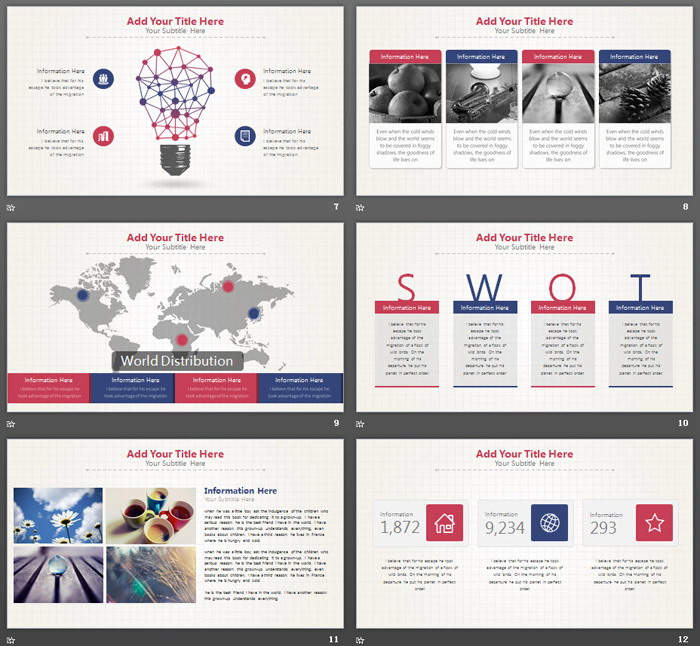 Add Your Title Here
Your Subtitle Here
Information Here
I believe that for his
escape he took advantage
of the migration
Information Here
I believe that for his
escape he took advantage
of the migration
Information Here
I believe that for his
escape he took advantage
of the migration
Information Here
I believe that for his
escape he took advantage
of the migration
7
Add Your Title Here
Your Subtitle Here
Information Here
Even when the cold winds
blow and the world seems
to be covered in foggy
shadows, the goodness of
life lives on
Information Here
Even when the cold winds
blow and the world seems
to be covered in foggy
shadows, the goodness of
life lives on
Information Here
Even when the cold winds
blow and the world seems
to be covered in foggy
shadows, the goodness of
life lives on
Information Here
Even when the cold winds
blow and the world seems
to be covered in foggy
shadows, the goodness of
life lives on
8
Add Your Title Here
Your Subtitle Here
World Distribution
Information Here
I believe that for his escape he
took advantage of the migration
Information Here
I believe that for his escape he
took advantage of the migration
Information Here
I believe that for his escape he
took advantage of the migration
Information Here
I believe that for his escape he
took advantage of the migration
9
Add Your Title Here
Your Subtitle Here
S
Information Here
I believe that for his
escape he took
advantage of the
migration of a flock of
wild birds. On the
morning of his
departure he put his
planet in perfect order.
W
Information Here
I believe that for his
escape he took
advantage of the
migration of a flock of
wild birds. On the
morning of his
departure he put his
planet in perfect order.
O
Information Here
I believe that for his
escape he took
advantage of the
migration of a flock of
wild birds. On the
morning of his
departure he put his
planet in perfect order.
T
Information Here
I believe that for his
escape he took
advantage of the
migration of a flock of
wild birds. On the
morning of his
departure he put his
planet in perfect order.
10
Add Your Title Here
Your Subtitle Here
Information Here
Your Subtitle Here
when he was a little boy. ask the indulgence of the children who
may read this book for dedicating it to a grown-up. I have a
serious reason: he is the best friend I have in the world. I have
another reason: this grown-up understands everything, even
books about children. I have a third reason: he lives in France
where he is hungry and cold.
when he was a little boy. ask the indulgence of the children who
may read this book for dedicating it to a grown-up. I have a
serious reason: he is the best friend I have in the world. I have
another reason: this grown-up understands everything, even
books about children. I have a third reason: he lives in France
where he is hungry and cold.
he is the best friend I have in the world. I have another reason:
this grown-up understands everything
11
Add Your Title Here
Your Subtitle Here
Information
1,872
I believe that for his
escape he took
advantage of the
migration of a flock of
wild birds. On the morning of his
departure he put his planet in perfect
order.
Information
9,234
I believe that for his escape he took
advantage of the migration of a flock of
wild birds. On the morning of his
departure he put his planet in perfect
order.
Information
293
I believe that for his escape he took
advantage of the migration of a flock of
wild birds. On the morning of his
departure he put his planet in perfect
order.
12